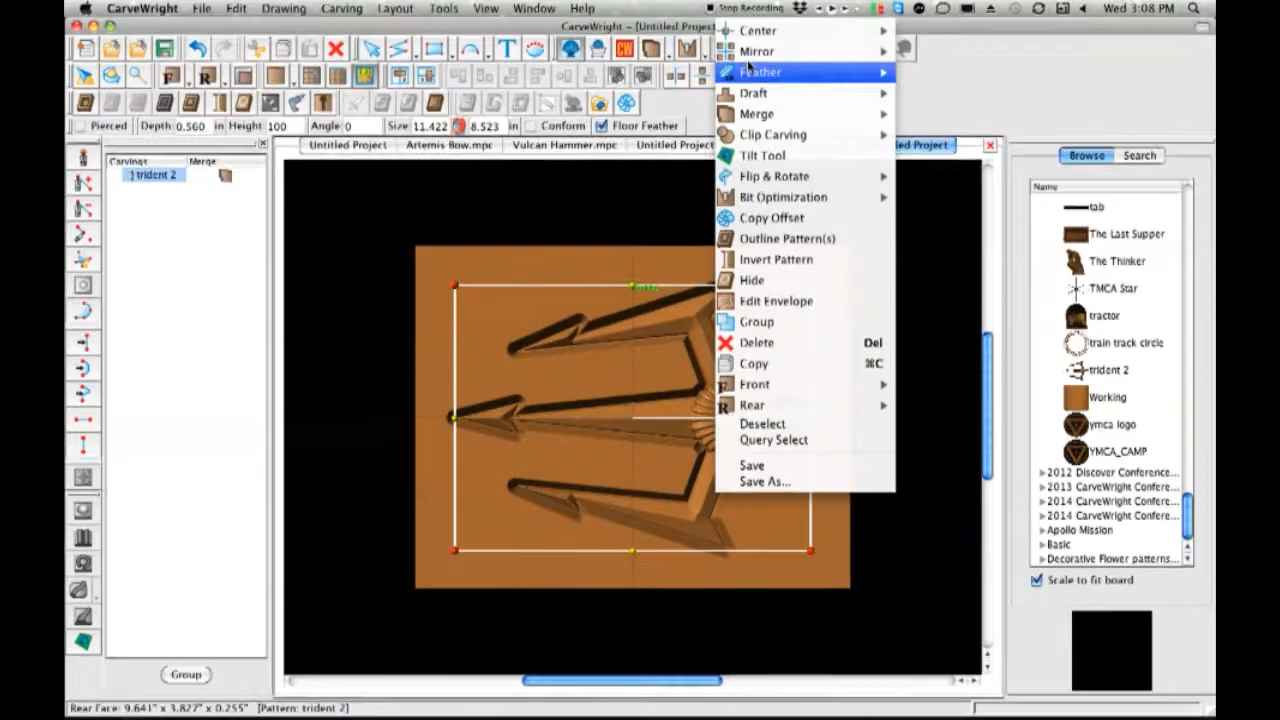 CarveWright File Edit Drawing Carving Layout Tools View Window Help Stop Recording Wed 3:08 PM
CarveWright – [Untitled Project
Pierced Depth 0.560 in Height 100 Angle 0 Size 11.422 8.523 in Conform Floor Feather
Untitled Project Artemis Bow.mpc Vulcan Hammer.mpc Untitled Project led Project
Carvings Merge
} trident 2
Group
Center
Mirror
Feather
Draft
Merge
Clip Carving
Tilt Tool
Flip & Rotate
Bit Optimization
Copy Offset
Outline Pattern(s)
Invert Pattern
Hide
Edit Envelope
Group
Delete Del
Copy ⌘C
Front
Rear
Deselect
Query Select
Save
Save As...
Browse Search
Name
tab
The Last Supper
The Thinker
TMCA Star
tractor
train track circle
trident 2
Working
ymca logo
YMCA_CAMP
2012 Discover Conference...
2013 CarveWright Confere...
2014 CarveWright Confere...
2014 CarveWright Confere...
Apollo Mission
Basic
Decorative Flower patterns...
Scale to fit board
Rear Face: 9.641" x 3.827" x 0.255" [Pattern: trident 2]